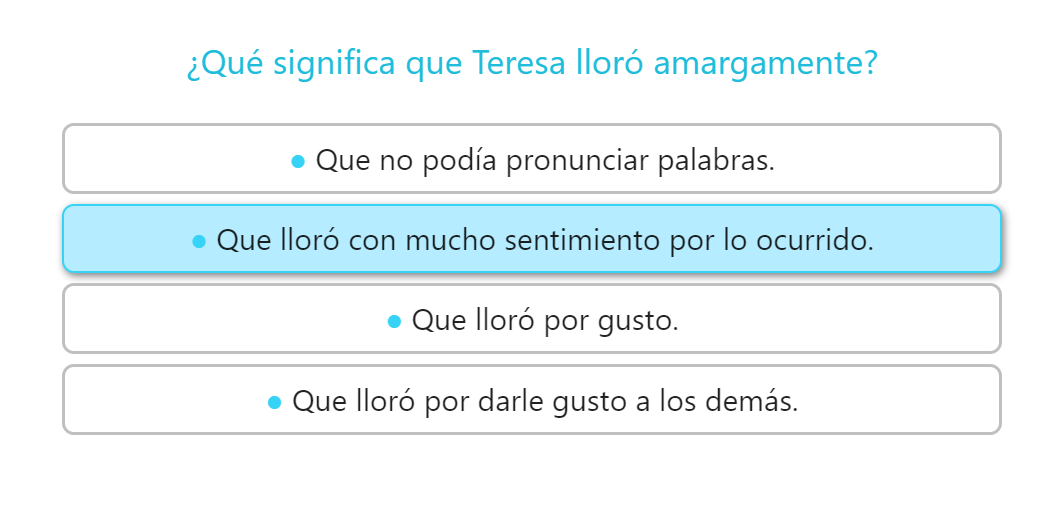 ¿Qué significa que Teresa lloró amargamente?
● Que no podía pronunciar palabras.
● Que lloró con mucho sentimiento por lo ocurrido.
● Que lloró por gusto.
● Que lloró por darle gusto a los demás.